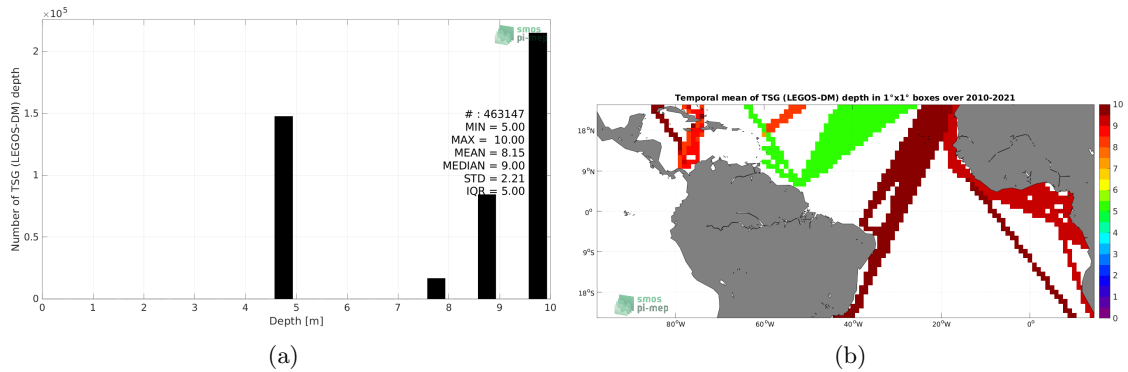 ×10^5
smos
pi-mep
2
1.5
1
0.5
0
Number of TSG (LEGOS-DM) depth
# : 463147
MIN = 5.00
MAX = 10.00
MEAN = 8.15
MEDIAN = 9.00
STD = 2.21
IQR = 5.00
0 1 2 3 4 5 6 7 8 9 10
Depth [m]
(a)
Temporal mean of TSG (LEGOS-DM) depth in 1°x1° boxes over 2010-2021
18°N
9°N
0°
9°S
18°S
smos
pi-mep
80°W 60°W 40°W 20°W 0°
10
9
8
7
6
5
4
3
2
1
0
(b)